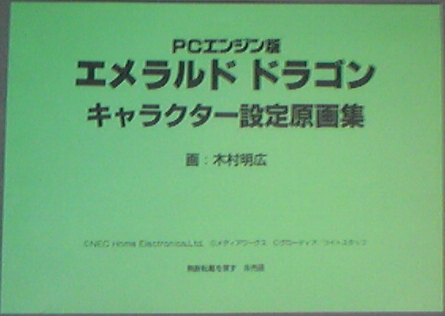 PCエンジン版
エメラルド ドラゴン
キャラクター設定原画集
画:木村明広
©NEC Home Electronics,Ltd. ©メディアワークス ©グローディア ライトスタッフ
無断転載を禁ず 非売品